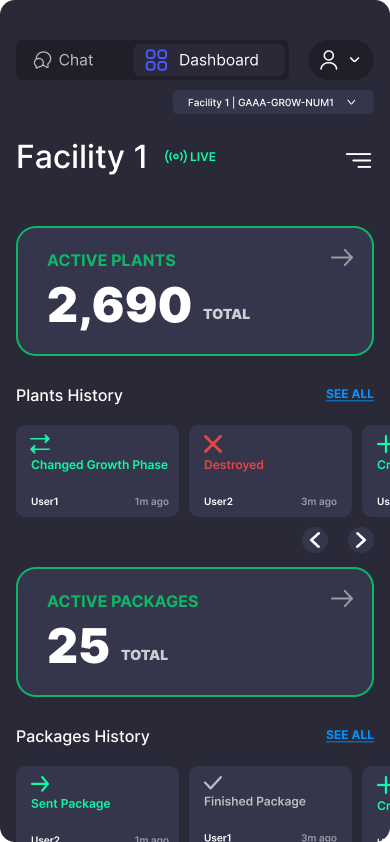 Chat
Dashboard
Facility 1 | GAAA-GR0W-NUM1
Facility 1
LIVE
ACTIVE PLANTS
2,690 TOTAL
Plants History
SEE ALL
Changed Growth Phase
User1
1m ago
Destroyed
User2
3m ago
Cr
Us
ACTIVE PACKAGES
25 TOTAL
Packages History
SEE ALL
Sent Package
User2
1m ago
Finished Package
User1
3m ago
Cr